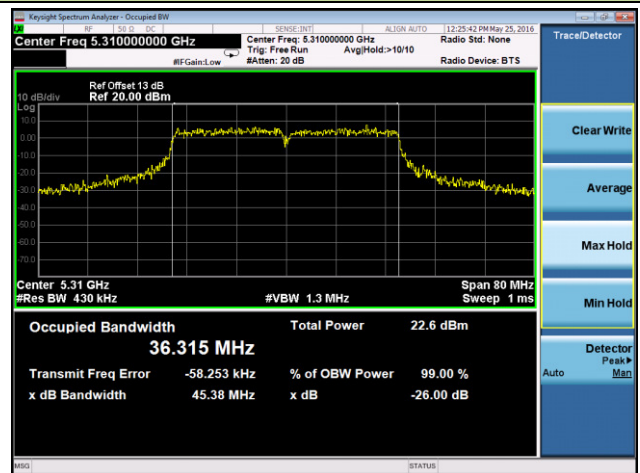 Keysight Spectrum Analyzer - Occupied BW
RF 50 Ω DC SENSE:INT ALIGN AUTO 12:25:42 PM May 25, 2016
Center Freq 5.310000000 GHz Center Freq: 5.310000000 GHz Radio Std: None Trace/Detector
Trig: Free Run Avg|Hold:>10/10
#IFGain:Low #Atten: 20 dB Radio Device: BTS
Ref Offset 13 dB
10 dB/div Ref 20.00 dBm
Log
10.0
0.00
-10.0
-20.0
-30.0
-40.0
-50.0
-60.0
-70.0
Center 5.31 GHz Span 80 MHz
#Res BW 430 kHz #VBW 1.3 MHz Sweep 1 ms
Occupied Bandwidth Total Power 22.6 dBm
36.315 MHz
Transmit Freq Error -58.253 kHz % of OBW Power 99.00 %
x dB Bandwidth 45.38 MHz x dB -26.00 dB
Clear Write
Average
Max Hold
Min Hold
Detector
Peak▶
Auto Man
MSG STATUS